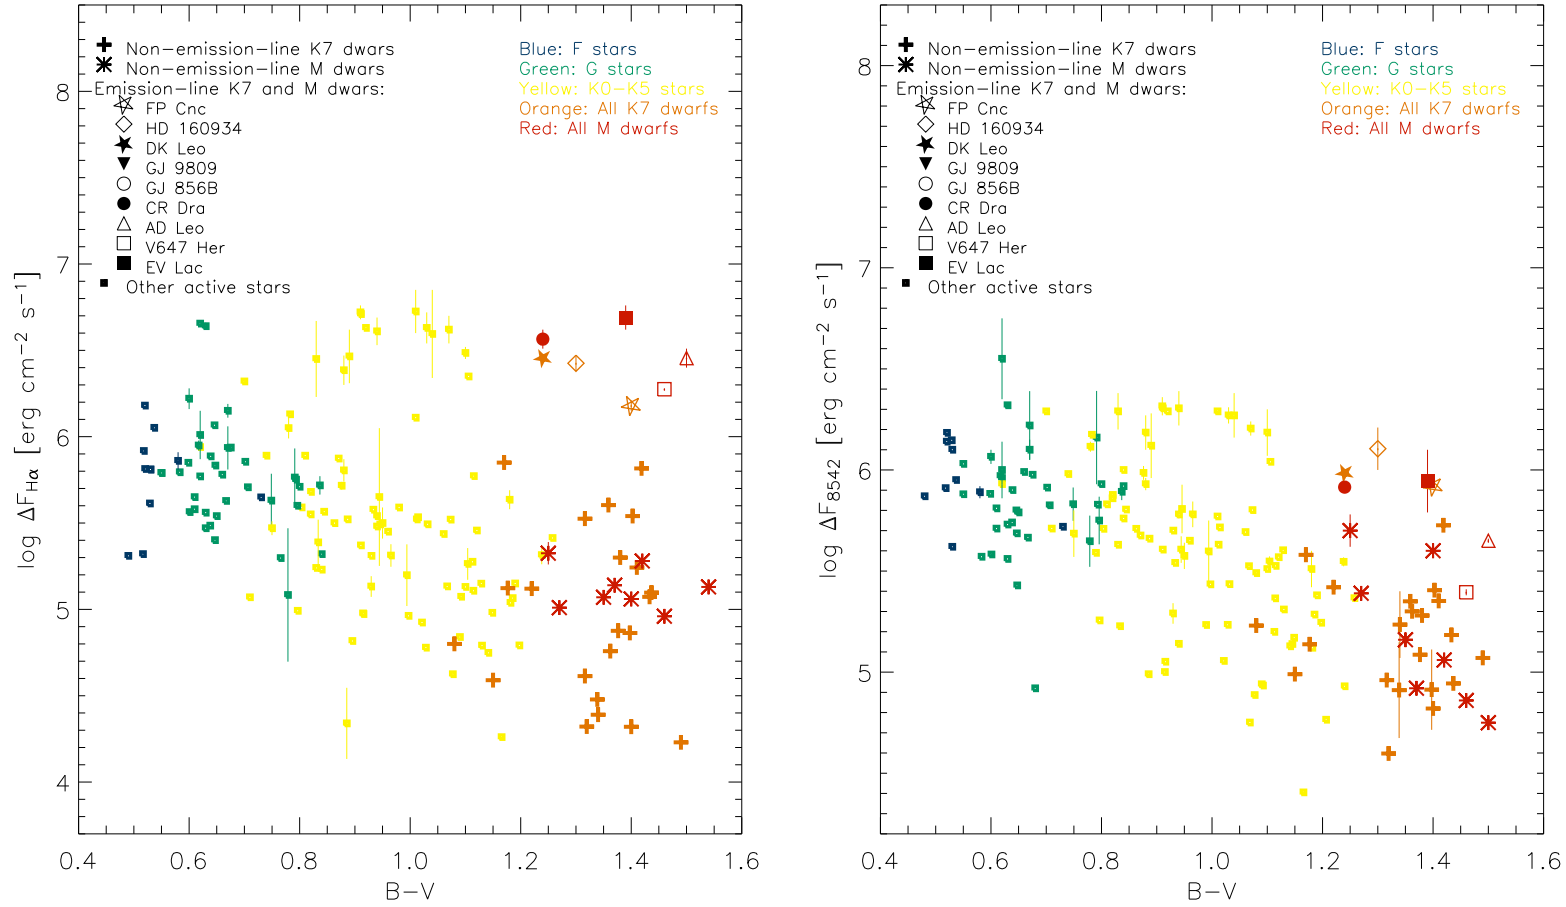 Non-emission-line K7 dwars
Non-emission-line M dwars
Emission-line K7 and M dwars:
FP Cnc
HD 160934
DK Leo
GJ 9809
GJ 856B
CR Dra
AD Leo
V647 Her
EV Lac
Other active stars
Blue: F stars
Green: G stars
Yellow: K0-K5 stars
Orange: All K7 dwarfs
Red: All M dwarfs
8
7
6
5
4
log ΔF_Hα [erg cm⁻² s⁻¹]
0.4 0.6 0.8 1.0 1.2 1.4 1.6
B-V
Non-emission-line K7 dwars
Non-emission-line M dwars
Emission-line K7 and M dwars:
FP Cnc
HD 160934
DK Leo
GJ 9809
GJ 856B
CR Dra
AD Leo
V647 Her
EV Lac
Other active stars
Blue: F stars
Green: G stars
Yellow: K0-K5 stars
Orange: All K7 dwarfs
Red: All M dwarfs
8
7
6
5
log ΔF_8542 [erg cm⁻² s⁻¹]
0.4 0.6 0.8 1.0 1.2 1.4 1.6
B-V